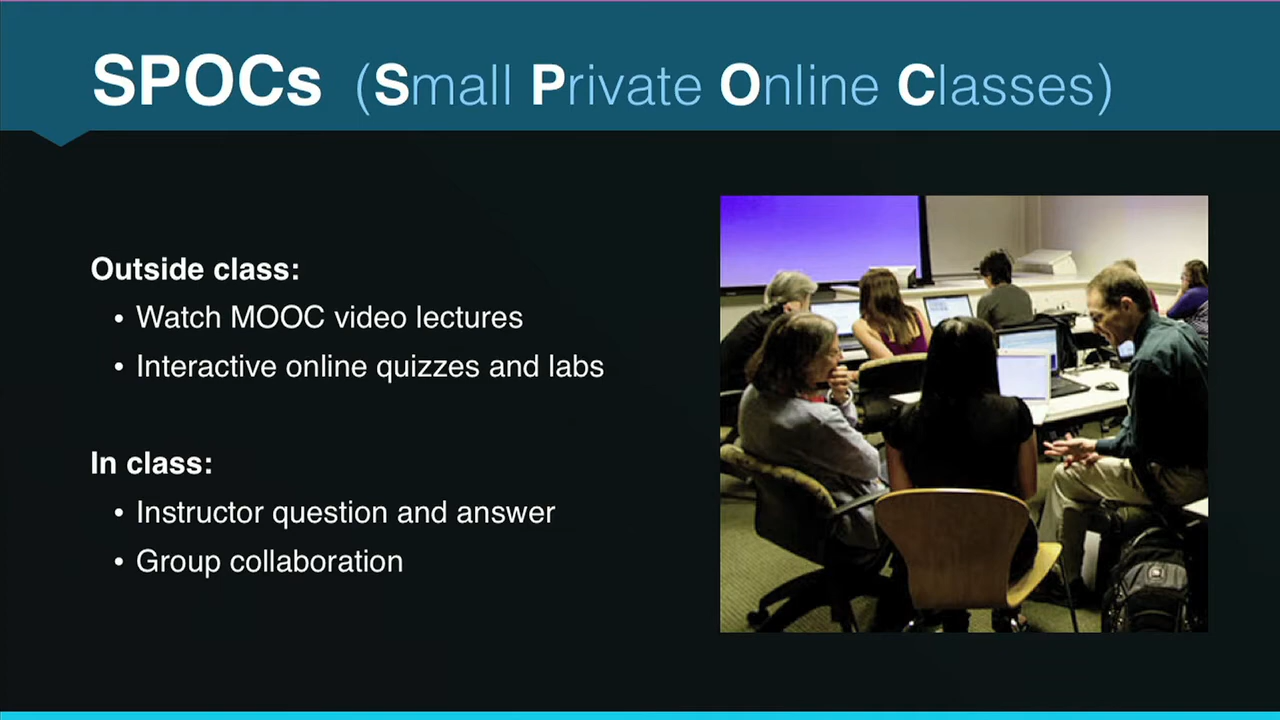 SPOCs (Small Private Online Classes)
Outside class:
• Watch MOOC video lectures
• Interactive online quizzes and labs
In class:
• Instructor question and answer
• Group collaboration